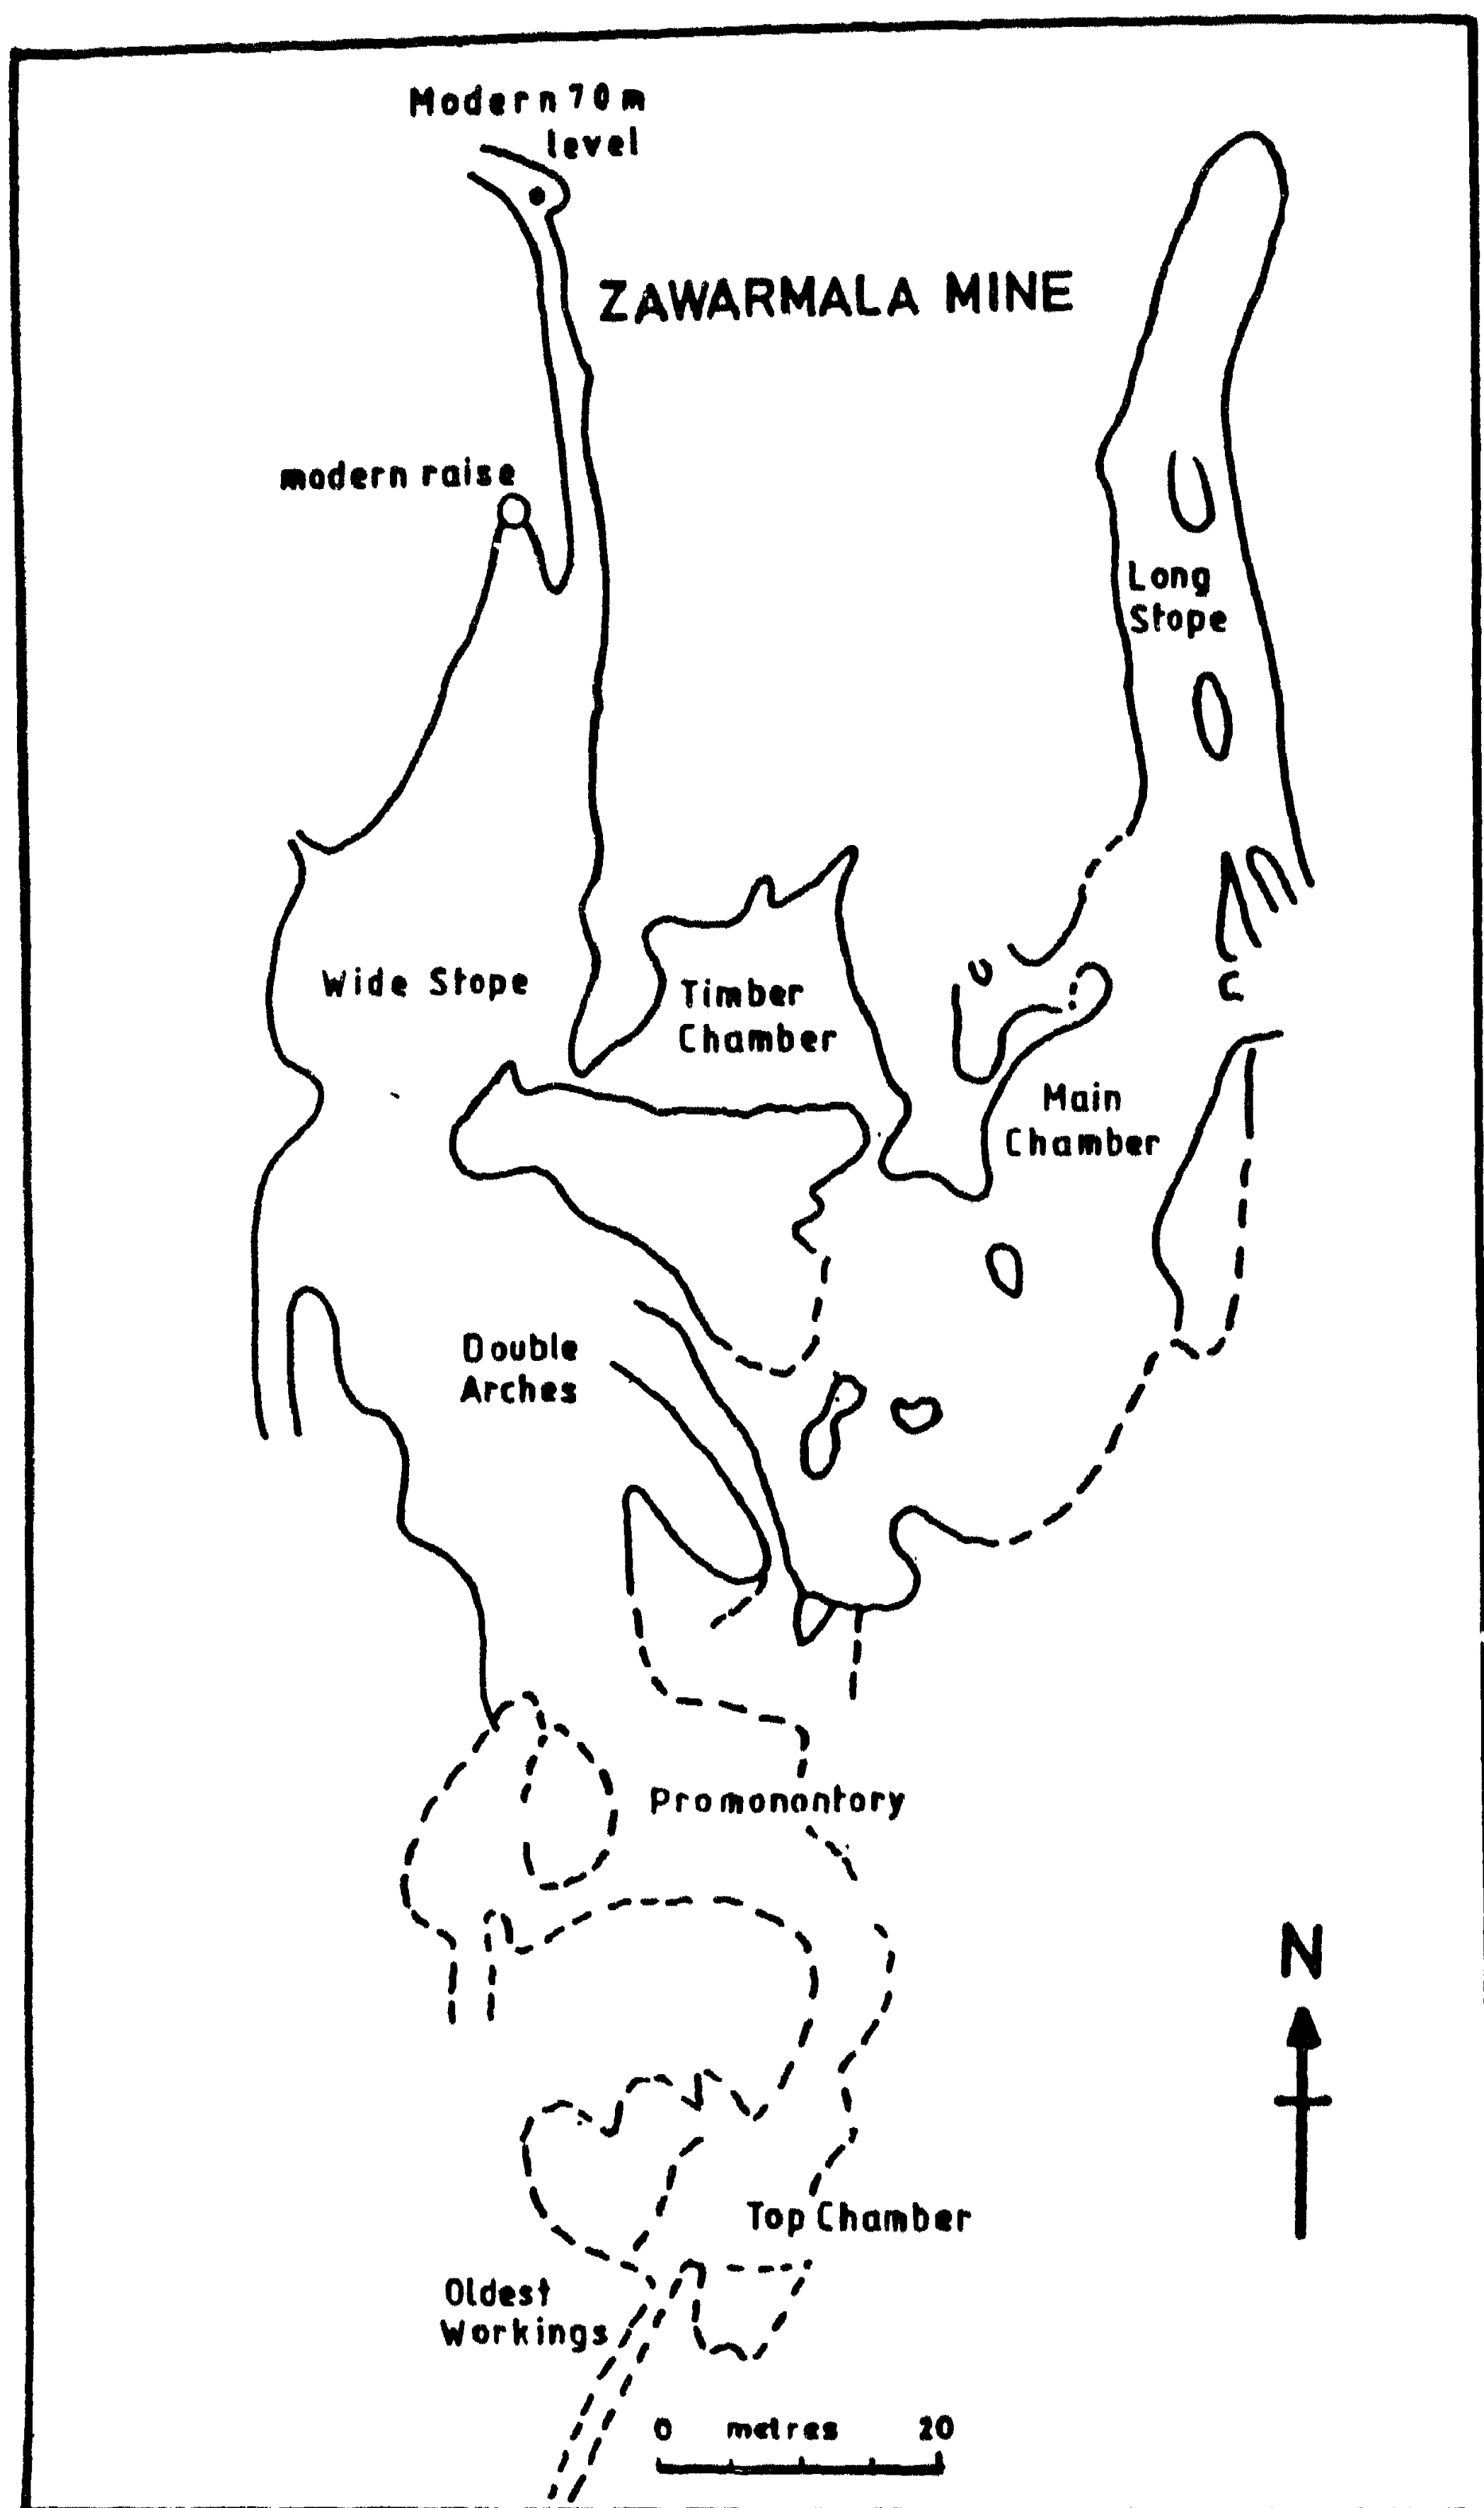 Modern 70 m
level
ZAWARMALA MINE
modern raise
Long
Stope
Wide Stope
Timber
Chamber
Main
Chamber
Double
Arches
Promonontory
N
Top Chamber
Oldest
Workings
0 metres 20